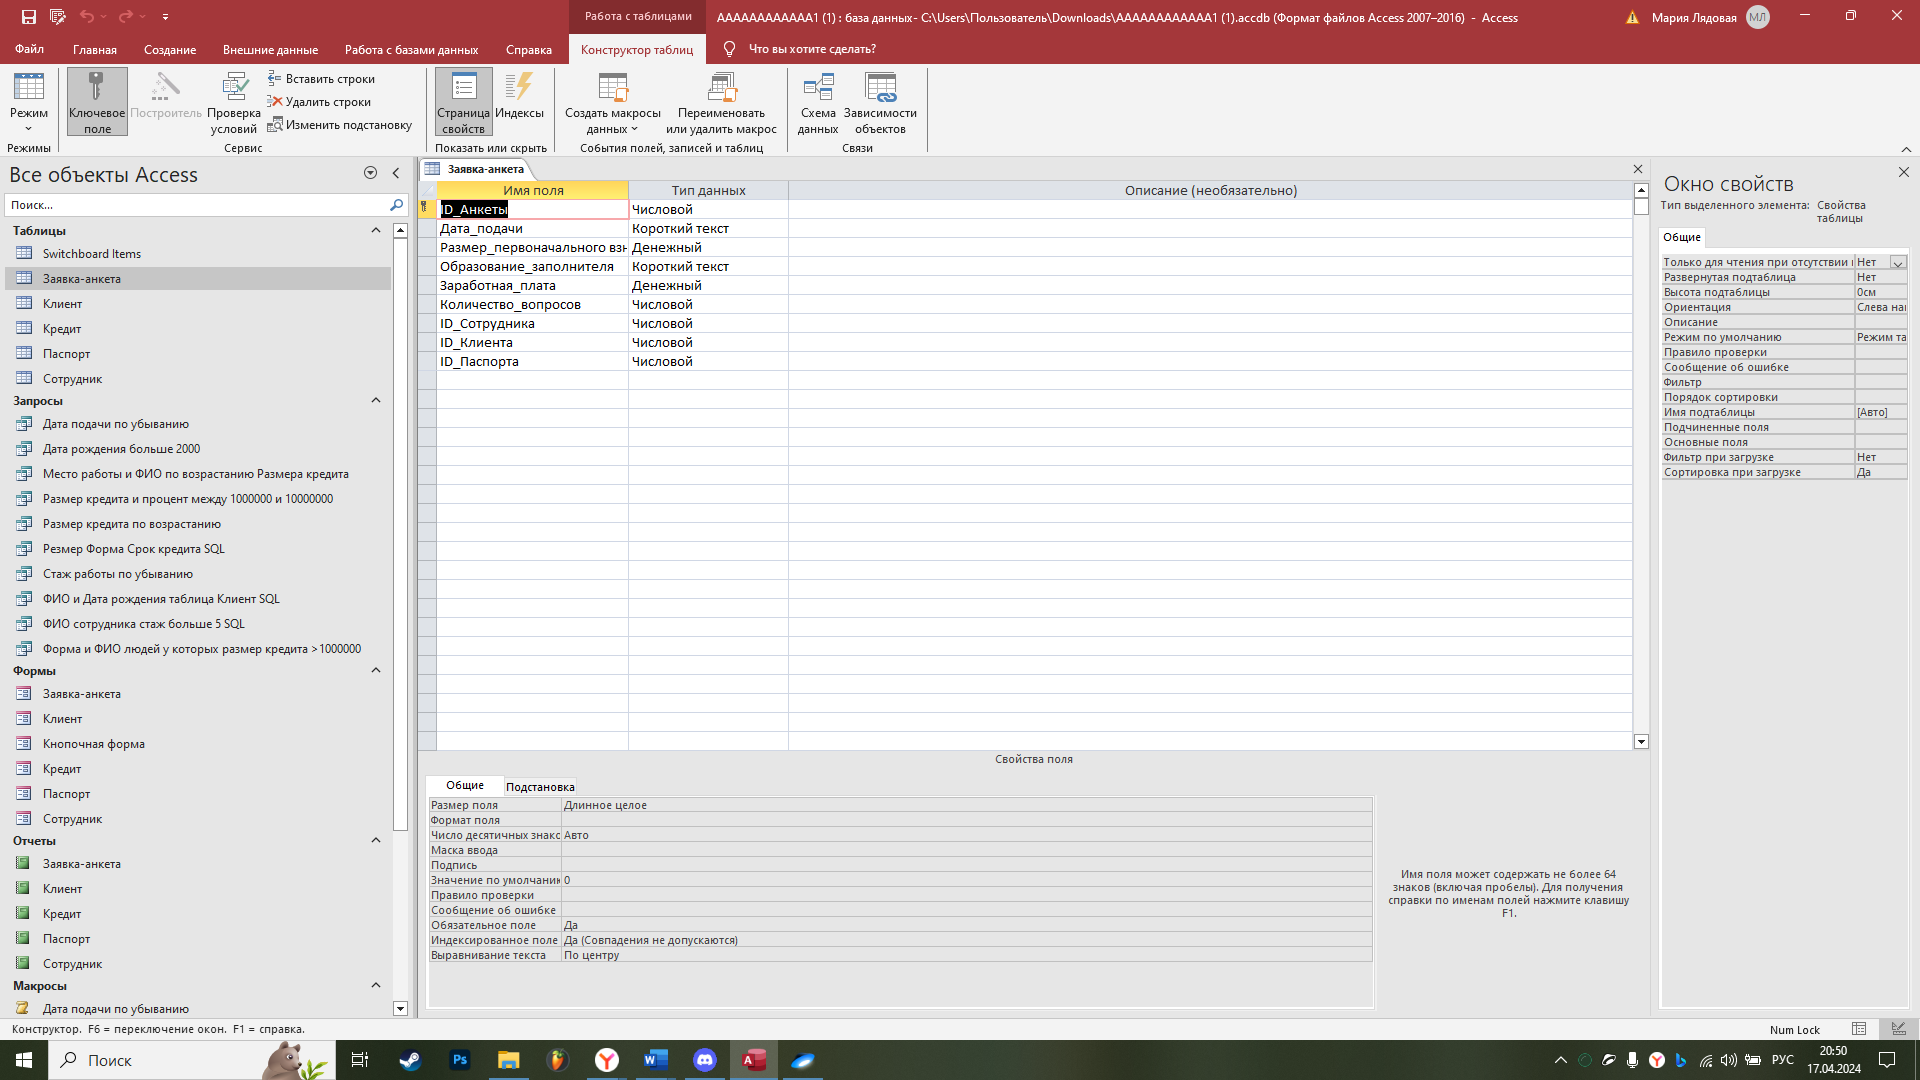 Работа с таблицами
AAAAAAAAAAAA1 (1) : база данных- C:\Users\Пользователь\Downloads\AAAAAAAAAAAA1 (1).accdb (Формат файлов Access 2007–2016) - Access
Мария Лядовая
МЛ
Файл
Главная
Создание
Внешние данные
Работа с базами данных
Справка
Конструктор таблиц
Что вы хотите сделать?
Режим
Ключевое поле
Построитель
Проверка условий
Вставить строки
Удалить строки
Изменить подстановку
Страница свойств
Индексы
Создать макросы данных
Переименовать или удалить макрос
Схема данных
Зависимости объектов
Режимы
Сервис
Показать или скрыть
События полей, записей и таблиц
Связи
Все объекты Access
Поиск...
Таблицы
Switchboard Items
Заявка-анкета
Клиент
Кредит
Паспорт
Сотрудник
Запросы
Дата подачи по убыванию
Дата рождения больше 2000
Место работы и ФИО по возрастанию Размера кредита
Размер кредита и процент между 1000000 и 10000000
Размер кредита по возрастанию
Резмер Форма Срок кредита SQL
Стаж работы по убыванию
ФИО и Дата рождения таблица Клиент SQL
ФИО сотрудника стаж больше 5 SQL
Форма и ФИО людей у которых размер кредита >1000000
Формы
Заявка-анкета
Клиент
Кнопочная форма
Кредит
Паспорт
Сотрудник
Отчеты
Заявка-анкета
Клиент
Кредит
Паспорт
Сотрудник
Макросы
Дата подачи по убыванию
Заявка-анкета
Имя поля Тип данных Описание (необязательно)
ID_Анкеты Числовой
Дата_подачи Короткий текст
Размер_первоначального взн Денежный
Образование_заполнителя Короткий текст
Заработная_плата Денежный
Количество_вопросов Числовой
ID_Сотрудника Числовой
ID_Клиента Числовой
ID_Паспорта Числовой
Свойства поля
Общие Подстановка
Размер поля Длинное целое
Формат поля
Число десятичных знако Авто
Маска ввода
Подпись
Значение по умолчани 0
Правило проверки
Сообщение об ошибке
Обязательное поле Да
Индексированное поле Да (Совпадения не допускаются)
Выравнивание текста По центру
Имя поля может содержать не более 64
знаков (включая пробелы). Для получения
справки по именам полей нажмите клавишу
F1.
Окно свойств
Тип выделенного элемента: Свойства таблицы
Общие
Только для чтения при отсутствии Нет
Развернутая подтаблица Нет
Высота подтаблицы 0см
Ориентация Слева на
Описание
Режим по умолчанию Режим та
Правило проверки
Сообщение об ошибке
Фильтр
Порядок сортировки
Имя подтаблицы [Авто]
Подчиненные поля
Основные поля
Фильтр при загрузке Нет
Сортировка при загрузке Да
Конструктор. F6 = переключение окон. F1 = справка.
Num Lock
Поиск
Ps
РУС
20:50
17.04.2024